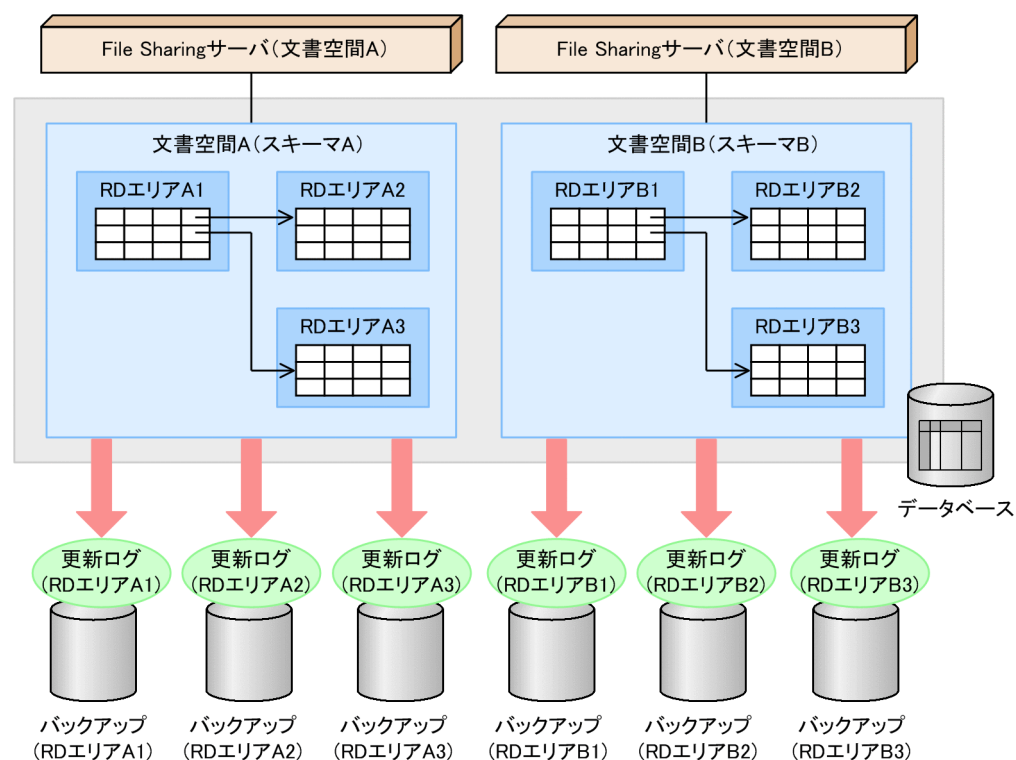 File Sharingサーバ(文書空間A)
File Sharingサーバ(文書空間B)
文書空間A(スキーマA)
文書空間B(スキーマB)
RDエリアA1
RDエリアA2
RDエリアB1
RDエリアB2
RDエリアA3
RDエリアB3
データベース
更新ログ
(RDエリアA1)
更新ログ
(RDエリアA2)
更新ログ
(RDエリアA3)
更新ログ
(RDエリアB1)
更新ログ
(RDエリアB2)
更新ログ
(RDエリアB3)
バックアップ
(RDエリアA1)
バックアップ
(RDエリアA2)
バックアップ
(RDエリアA3)
バックアップ
(RDエリアB1)
バックアップ
(RDエリアB2)
バックアップ
(RDエリアB3)